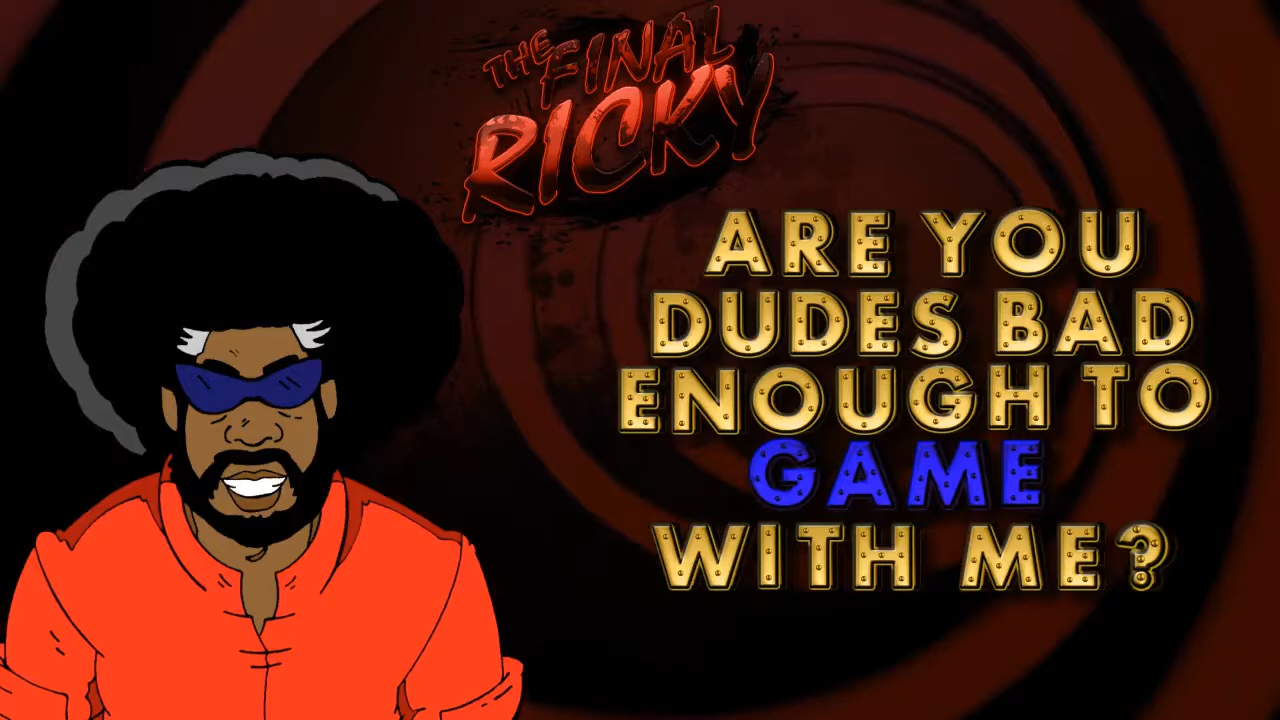 THE FINAL
RICKY
ARE YOU
DUDES BAD
ENOUGH TO
GAME
WITH ME?